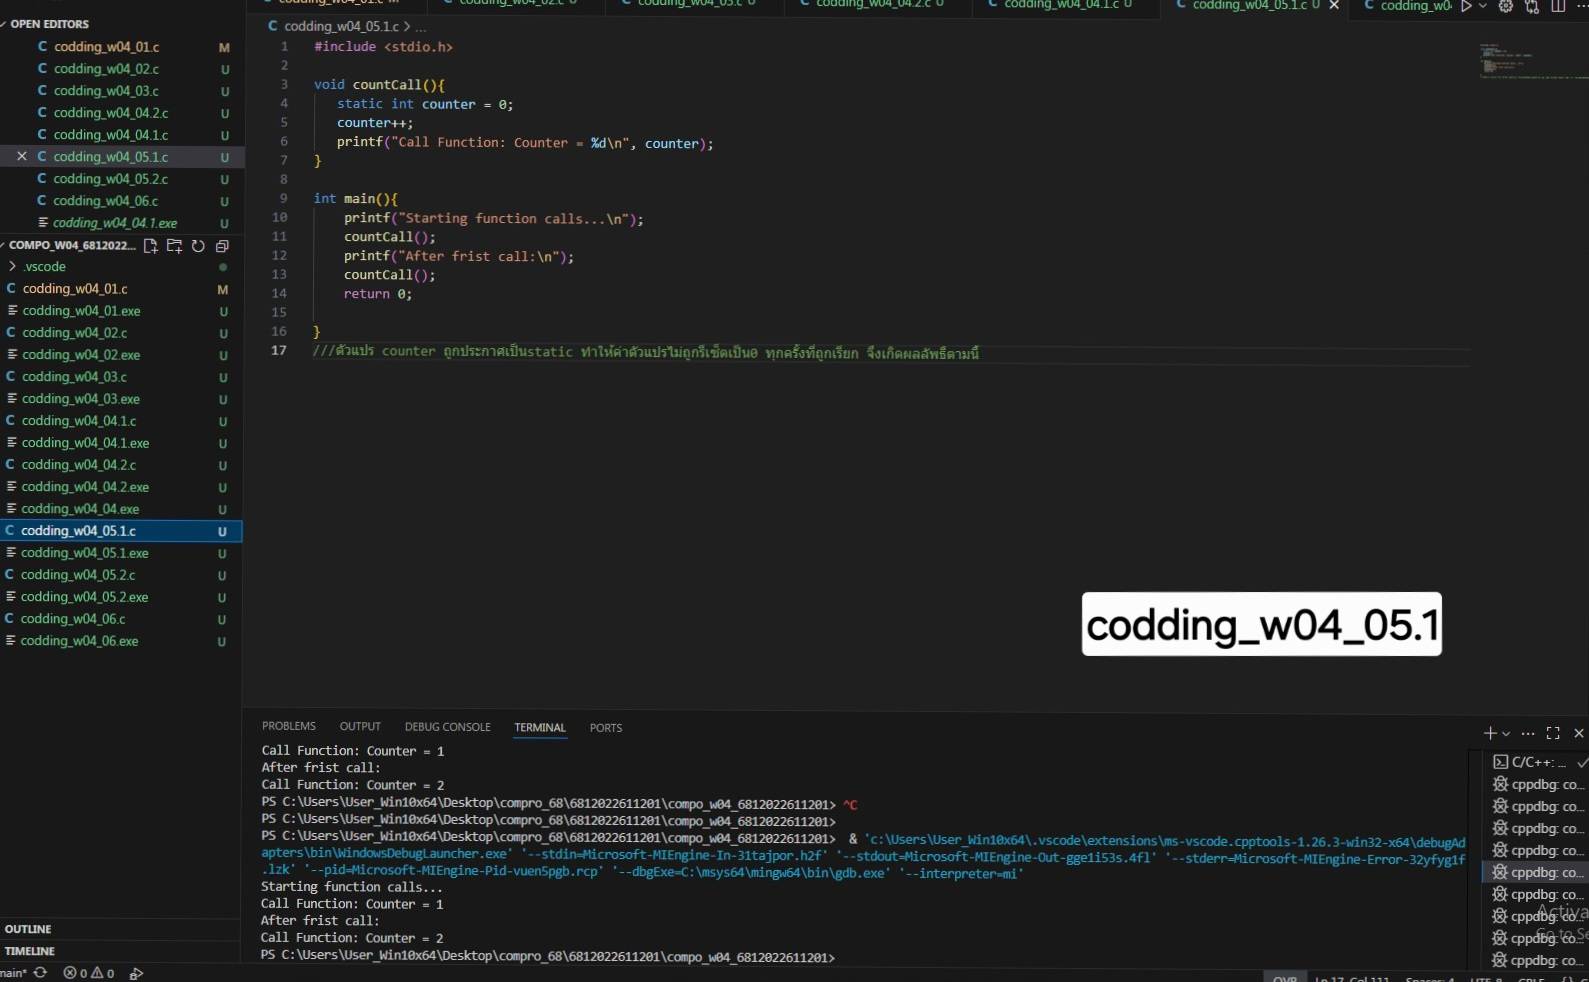 codding_w04_01.c M
codding_w04_02.c U
codding_w04_03.c U
codding_w04_04.2.c U
codding_w04_04.1.c U
codding_w04_05.1.c U
codding_w0
OPEN EDITORS
C codding_w04_01.c M
C codding_w04_02.c U
C codding_w04_03.c U
C codding_w04_04.2.c U
C codding_w04_04.1.c U
C codding_w04_05.1.c U
C codding_w04_05.2.c U
C codding_w04_06.c U
codding_w04_04.1.exe U
COMPO_W04_6812022...
.vscode
C codding_w04_01.c M
codding_w04_01.exe U
C codding_w04_02.c U
codding_w04_02.exe U
C codding_w04_03.c U
codding_w04_03.exe U
C codding_w04_04.1.c U
codding_w04_04.1.exe U
C codding_w04_04.2.c U
codding_w04_04.2.exe U
codding_w04_04.exe U
C codding_w04_05.1.c U
codding_w04_05.1.exe U
C codding_w04_05.2.c U
codding_w04_05.2.exe U
C codding_w04_06.c U
codding_w04_06.exe U
OUTLINE
TIMELINE
C codding_w04_05.1.c > ...
1 #include <stdio.h>
2
3 void countCall(){
4 static int counter = 0;
5 counter++;
6 printf("Call Function: Counter = %d\n", counter);
7 }
8
9 int main(){
10 printf("Starting function calls...\n");
11 countCall();
12 printf("After frist call:\n");
13 countCall();
14 return 0;
15
16 }
17 ///ตัวแปร counter ถูกประกาศเป็นstatic ทำให้ค่าตัวแปรไม่ถูกรีเซ็ตเป็น0 ทุกครั้งที่ถูกเรียก จึงเกิดผลลัพธ์ตามนี้
codding_w04_05.1
PROBLEMS OUTPUT DEBUG CONSOLE TERMINAL PORTS
Call Function: Counter = 1
After frist call:
Call Function: Counter = 2
PS C:\Users\User_Win10x64\Desktop\compro_68\6812022611201\compo_w04_6812022611201> ^C
PS C:\Users\User_Win10x64\Desktop\compro_68\6812022611201\compo_w04_6812022611201>
PS C:\Users\User_Win10x64\Desktop\compro_68\6812022611201\compo_w04_6812022611201> & 'c:\Users\User_Win10x64\.vscode\extensions\ms-vscode.cpptools-1.26.3-win32-x64\debugAd
apters\bin\WindowsDebugLauncher.exe' '--stdin=Microsoft-MIEngine-In-31tajpor.h2f' '--stdout=Microsoft-MIEngine-Out-gge1i53s.4fl' '--stderr=Microsoft-MIEngine-Error-32yfyg1f
.lzk' '--pid=Microsoft-MIEngine-Pid-vuen5pgb.rcp' '--dbgExe=C:\msys64\mingw64\bin\gdb.exe' '--interpreter=mi'
Starting function calls...
Call Function: Counter = 1
After frist call:
Call Function: Counter = 2
PS C:\Users\User_Win10x64\Desktop\compro_68\6812022611201\compo_w04_6812022611201>
C/C++: ...
cppdbg: co...
cppdbg: co...
cppdbg: co...
cppdbg: co...
cppdbg: co...
cppdbg: co...
cppdbg: co...
cppdbg: co...
cppdbg: co...
Activa
Go to Se
main* 0 0